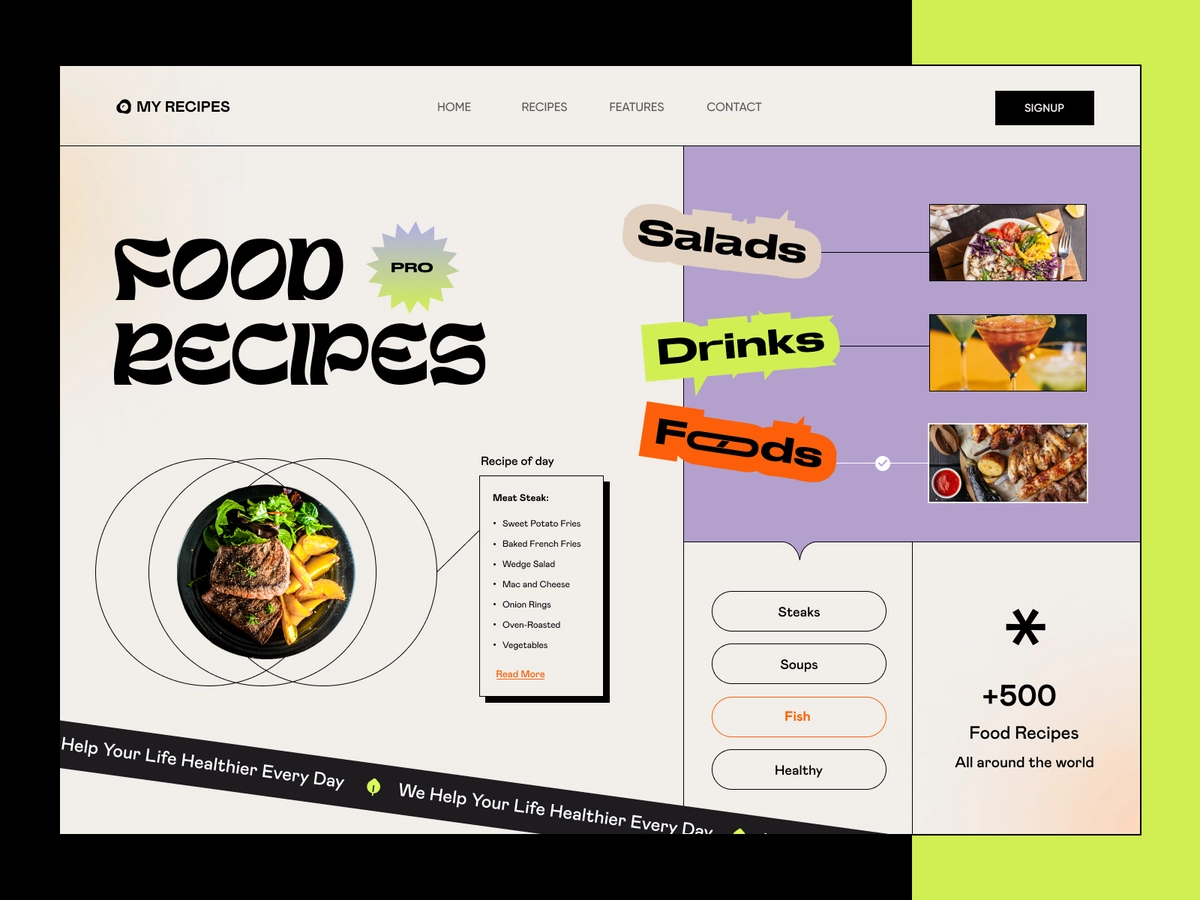 MY RECIPES
HOME
RECIPES
FEATURES
CONTACT
SIGNUP
FOOD
PRO
RECIPES
Salads
Drinks
Foods
Recipe of day
Meat Steak:
• Sweet Potato Fries
• Baked French Fries
• Wedge Salad
• Mac and Cheese
• Onion Rings
• Oven-Roasted
• Vegetables
Read More
Steaks
Soups
Fish
Healthy
+500
Food Recipes
All around the world
Help Your Life Healthier Every Day We Help Your Life Healthier Every Day